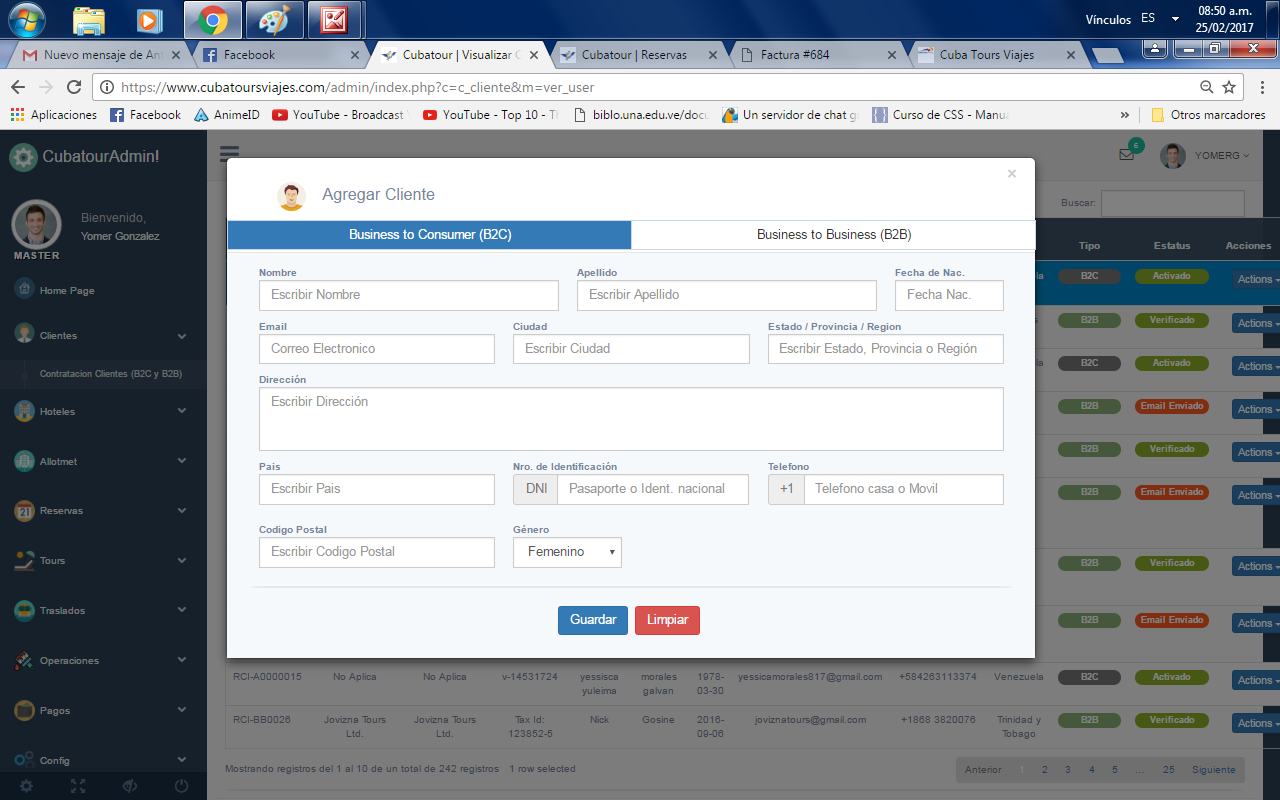 Vínculos ES 08:50 a.m.
25/02/2017
Nuevo mensaje de Ant Facebook Cubatour | Visualizar C Cubatour | Reservas Factura #684 Cuba Tours Viajes
https://www.cubatoursviajes.com/admin/index.php?c=c_cliente&m=ver_user
Aplicaciones Facebook AnimeID YouTube - Broadcast YouTube - Top 10 - Th biblo.una.edu.ve/docu Un servidor de chat g Curso de CSS - Manua » Otros marcadores
CubatourAdmin!
6 YOMERG
Bienvenido,
Yomer Gonzalez
MASTER
Home Page
Clientes
Contratacion Clientes (B2C y B2B)
Hoteles
Allotmet
Reservas
Tours
Traslados
Operaciones
Pagos
Config
Agregar Cliente ×
Business to Consumer (B2C) Business to Business (B2B)
Nombre Apellido Fecha de Nac.
Escribir Nombre Escribir Apellido Fecha Nac.
Email Ciudad Estado / Provincia / Region
Correo Electronico Escribir Ciudad Escribir Estado, Provincia o Región
Dirección
Escribir Dirección
Pais Nro. de Identificación Telefono
Escribir Pais DNI Pasaporte o Ident. nacional +1 Telefono casa o Movil
Codigo Postal Género
Escribir Codigo Postal Femenino
Guardar Limpiar
Buscar:
Tipo Estatus Acciones
la B2C Activado Actions
s B2B Verificado Actions
la B2C Activado Actions
B2B Email Enviado Actions
B2B Verificado Actions
B2B Email Enviado Actions
B2B Verificado Actions
B2B Email Enviado Actions
RCI-A0000015 No Aplica No Aplica v-14531724 yessisca morales 1978- yessicamorales817@gmail.com +584263113374 Venezuela B2C Activado Actions
yuleima galvan 03-30
RCI-BB0026 Jovizna Tours Jovizna Tours Tax Id: Nick Gosine 2016- joviznatours@gmail.com +1868 3820076 Trinidad y B2B Verificado Actions
Ltd. Ltd. 123852-5 09-06 Tobago
Mostrando registros del 1 al 10 de un total de 242 registros 1 row selected
Anterior 1 2 3 4 5 ... 25 Siguiente